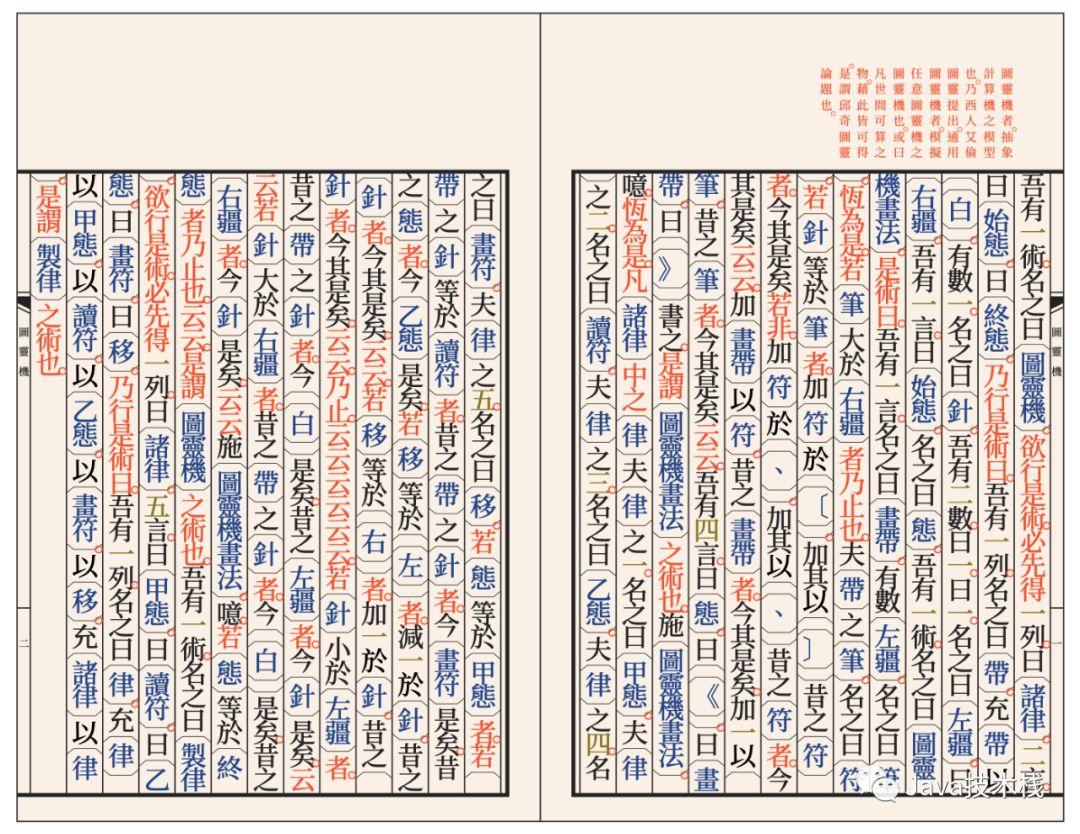 圖靈機者。抽象
計算機之模型
也。乃西人艾倫
圖靈提出。通用
圖靈機者。模擬
任意圖靈機之
圖靈機也。或曰
凡世間可算之
物。藉此皆可得
是。謂邱奇圖靈
論題也。
圖靈機
一
吾有一術。名之曰圖靈機。欲行是術。必先得一列。曰諸律。二言。
曰始態。曰終態。乃行是術曰。吾有一列。名之曰帶。充帶以
白。有數一。名之曰針。吾有二數。曰一。曰一。名之曰左疆。曰
右疆。吾有一言。曰始態。名之曰態。吾有一術。名之曰圖靈
機畫法。是術曰。吾有一言。名之曰畫帶。有數左疆。名之曰筆。
恆為是。若筆大於右疆者乃止也。夫帶之筆。名之曰符。
若針等於筆者。加符於〔。加其以〕。昔之符
者。今其是矣。若非。加符於、。加其以、。昔之符者。今
其是矣。云云。加畫帶以符。昔之畫帶者。今其是矣。加一以
筆。昔之筆者。今其是矣。云云。吾有四言。曰態。曰《。曰畫
帶。曰》。書之。是謂圖靈機畫法之術也。施圖靈機畫法。
噫。恆為是。凡諸律中之律。夫律之一。名之曰甲態。夫律
之二。名之曰讀符。夫律之三。名之曰乙態。夫律之四。名
之曰畫符。夫律之五。名之曰移。若態等於甲態者。若
帶之針等於讀符者。昔之帶之針者。今畫符是矣。昔
之態者。今乙態是矣。若移等於左者。減一於針。昔之
針者。今其是矣。云云。若移等於右者。加一於針。昔之
針者。今其是矣。云云。乃止。云云。云云。云云。若針小於左疆者。
昔之帶之針者。今白是矣。昔之左疆者。今針是矣。云
云。若針大於右疆者。昔之帶之針者。今白是矣。昔之
右疆者。今針是矣。云云。施圖靈機畫法。噫。若態等於終
態者乃止也。云云。是謂圖靈機之術也。吾有一術。名之曰製律
欲行是術。必先得一列。曰諸律。五言。曰甲態。曰讀符。曰乙
態。曰畫符。曰移。乃行是術曰。吾有一列。名之曰律。充律
以甲態。以讀符。以乙態。以畫符。以移。充諸律以律
是謂製律之術也。
圖靈機
二
Java技术栈